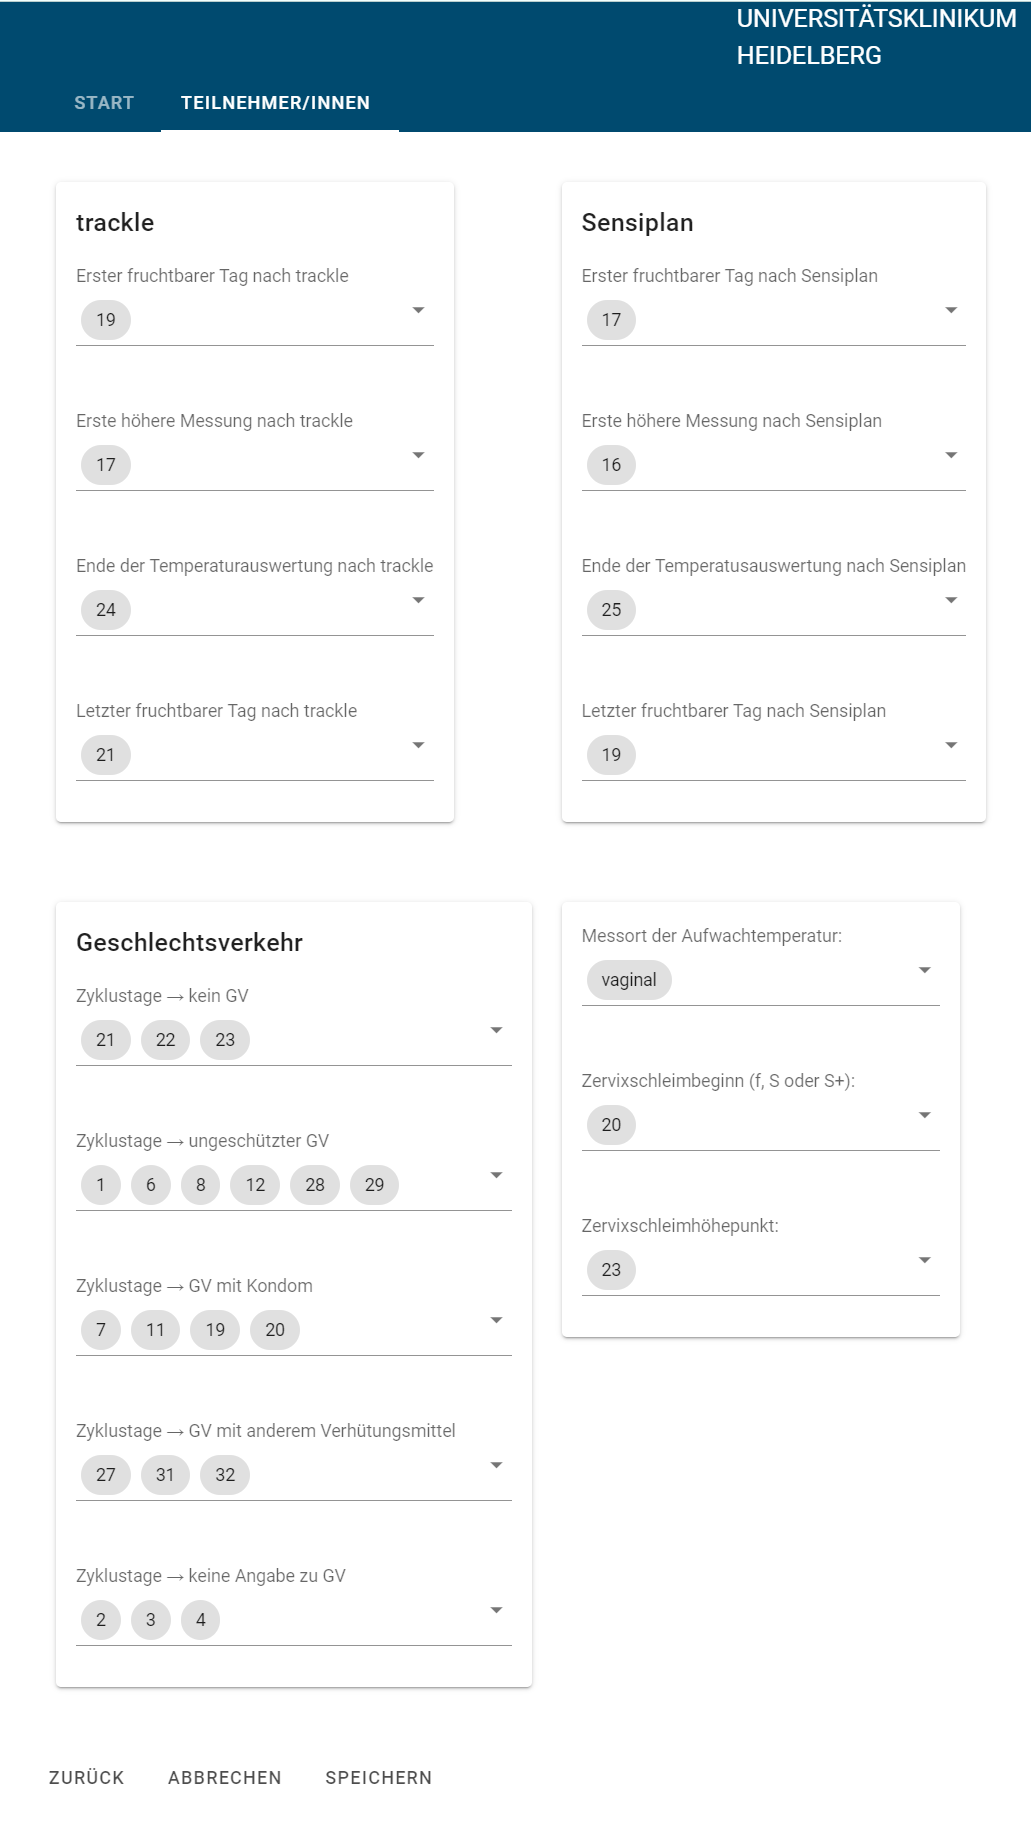 UNIVERSITÄTSKLINIKUM
HEIDELBERG
START TEILNEHMER/INNEN
trackle
Erster fruchtbarer Tag nach trackle
19
Erste höhere Messung nach trackle
17
Ende der Temperaturauswertung nach trackle
24
Letzter fruchtbarer Tag nach trackle
21
Sensiplan
Erster fruchtbarer Tag nach Sensiplan
17
Erste höhere Messung nach Sensiplan
16
Ende der Temperatusauswertung nach Sensiplan
25
Letzter fruchtbarer Tag nach Sensiplan
19
Geschlechtsverkehr
Zyklustage → kein GV
21 22 23
Zyklustage → ungeschützter GV
1 6 8 12 28 29
Zyklustage → GV mit Kondom
7 11 19 20
Zyklustage → GV mit anderem Verhütungsmittel
27 31 32
Zyklustage → keine Angabe zu GV
2 3 4
Messort der Aufwachtemperatur:
vaginal
Zervixschleimbeginn (f, S oder S+):
20
Zervixschleimhöhepunkt:
23
ZURÜCK ABBRECHEN SPEICHERN